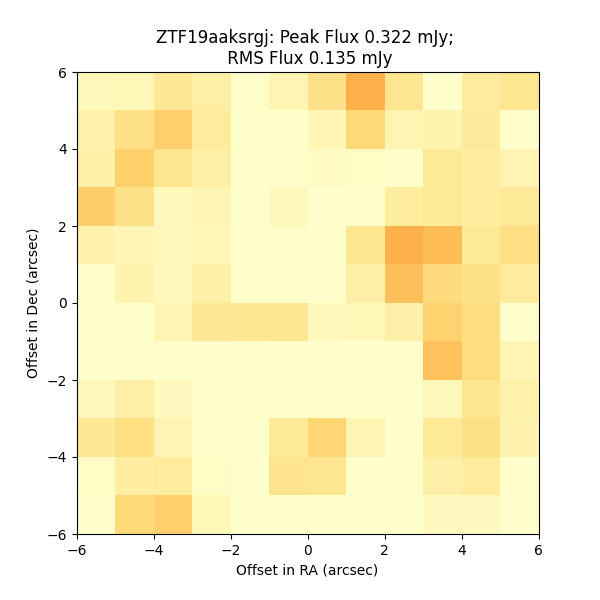 ZTF19aaksrgj: Peak Flux 0.322 mJy;
RMS Flux 0.135 mJy
6
4
2
0
−2
−4
−6
Offset in Dec (arcsec)
−6 −4 −2 0 2 4 6
Offset in RA (arcsec)